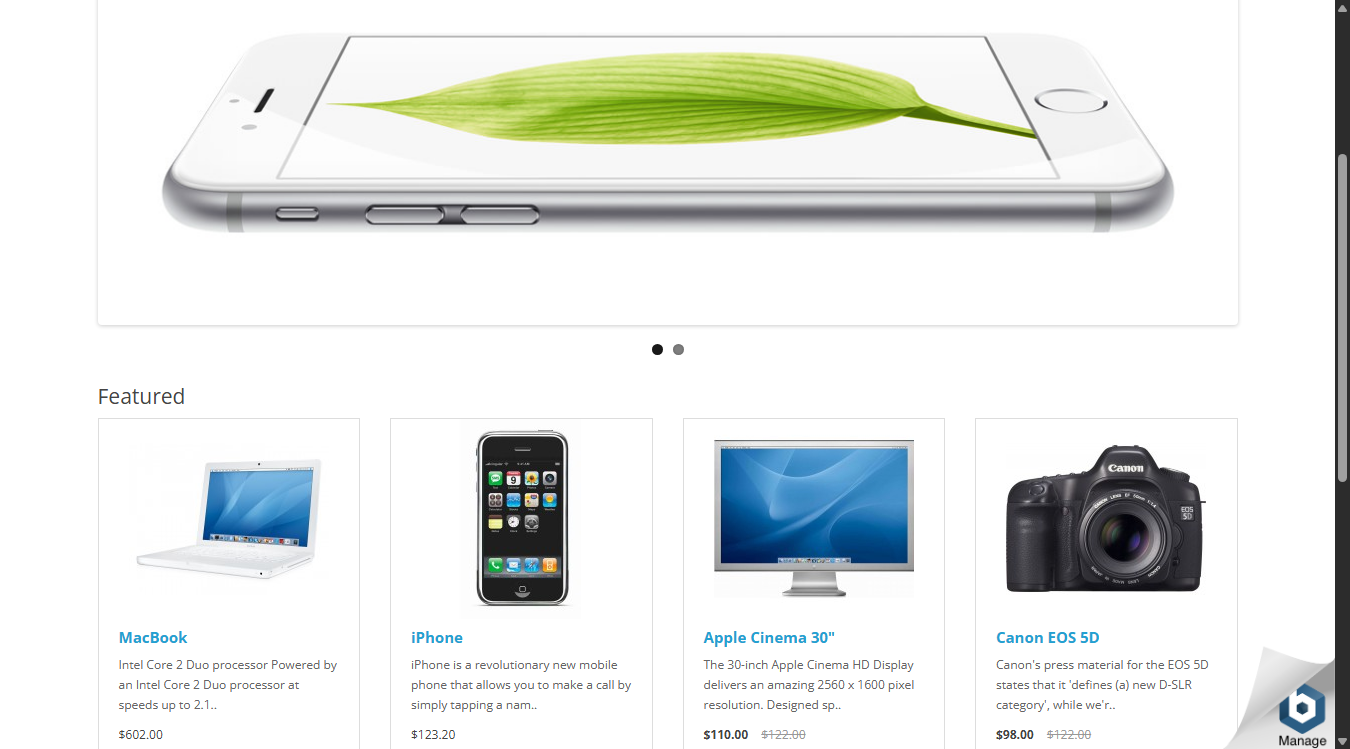 Featured
Canon
EOS
5D
MacBook
Intel Core 2 Duo processor Powered by
an Intel Core 2 Duo processor at
speeds up to 2.1..
$602.00
iPhone
iPhone is a revolutionary new mobile
phone that allows you to make a call by
simply tapping a nam..
$123.20
Apple Cinema 30"
The 30-inch Apple Cinema HD Display
delivers an amazing 2560 x 1600 pixel
resolution. Designed sp..
$110.00 $122.00
Canon EOS 5D
Canon's press material for the EOS 5D
states that it 'defines (a) new D-SLR
category', while we'r..
$98.00 $122.00
Manage